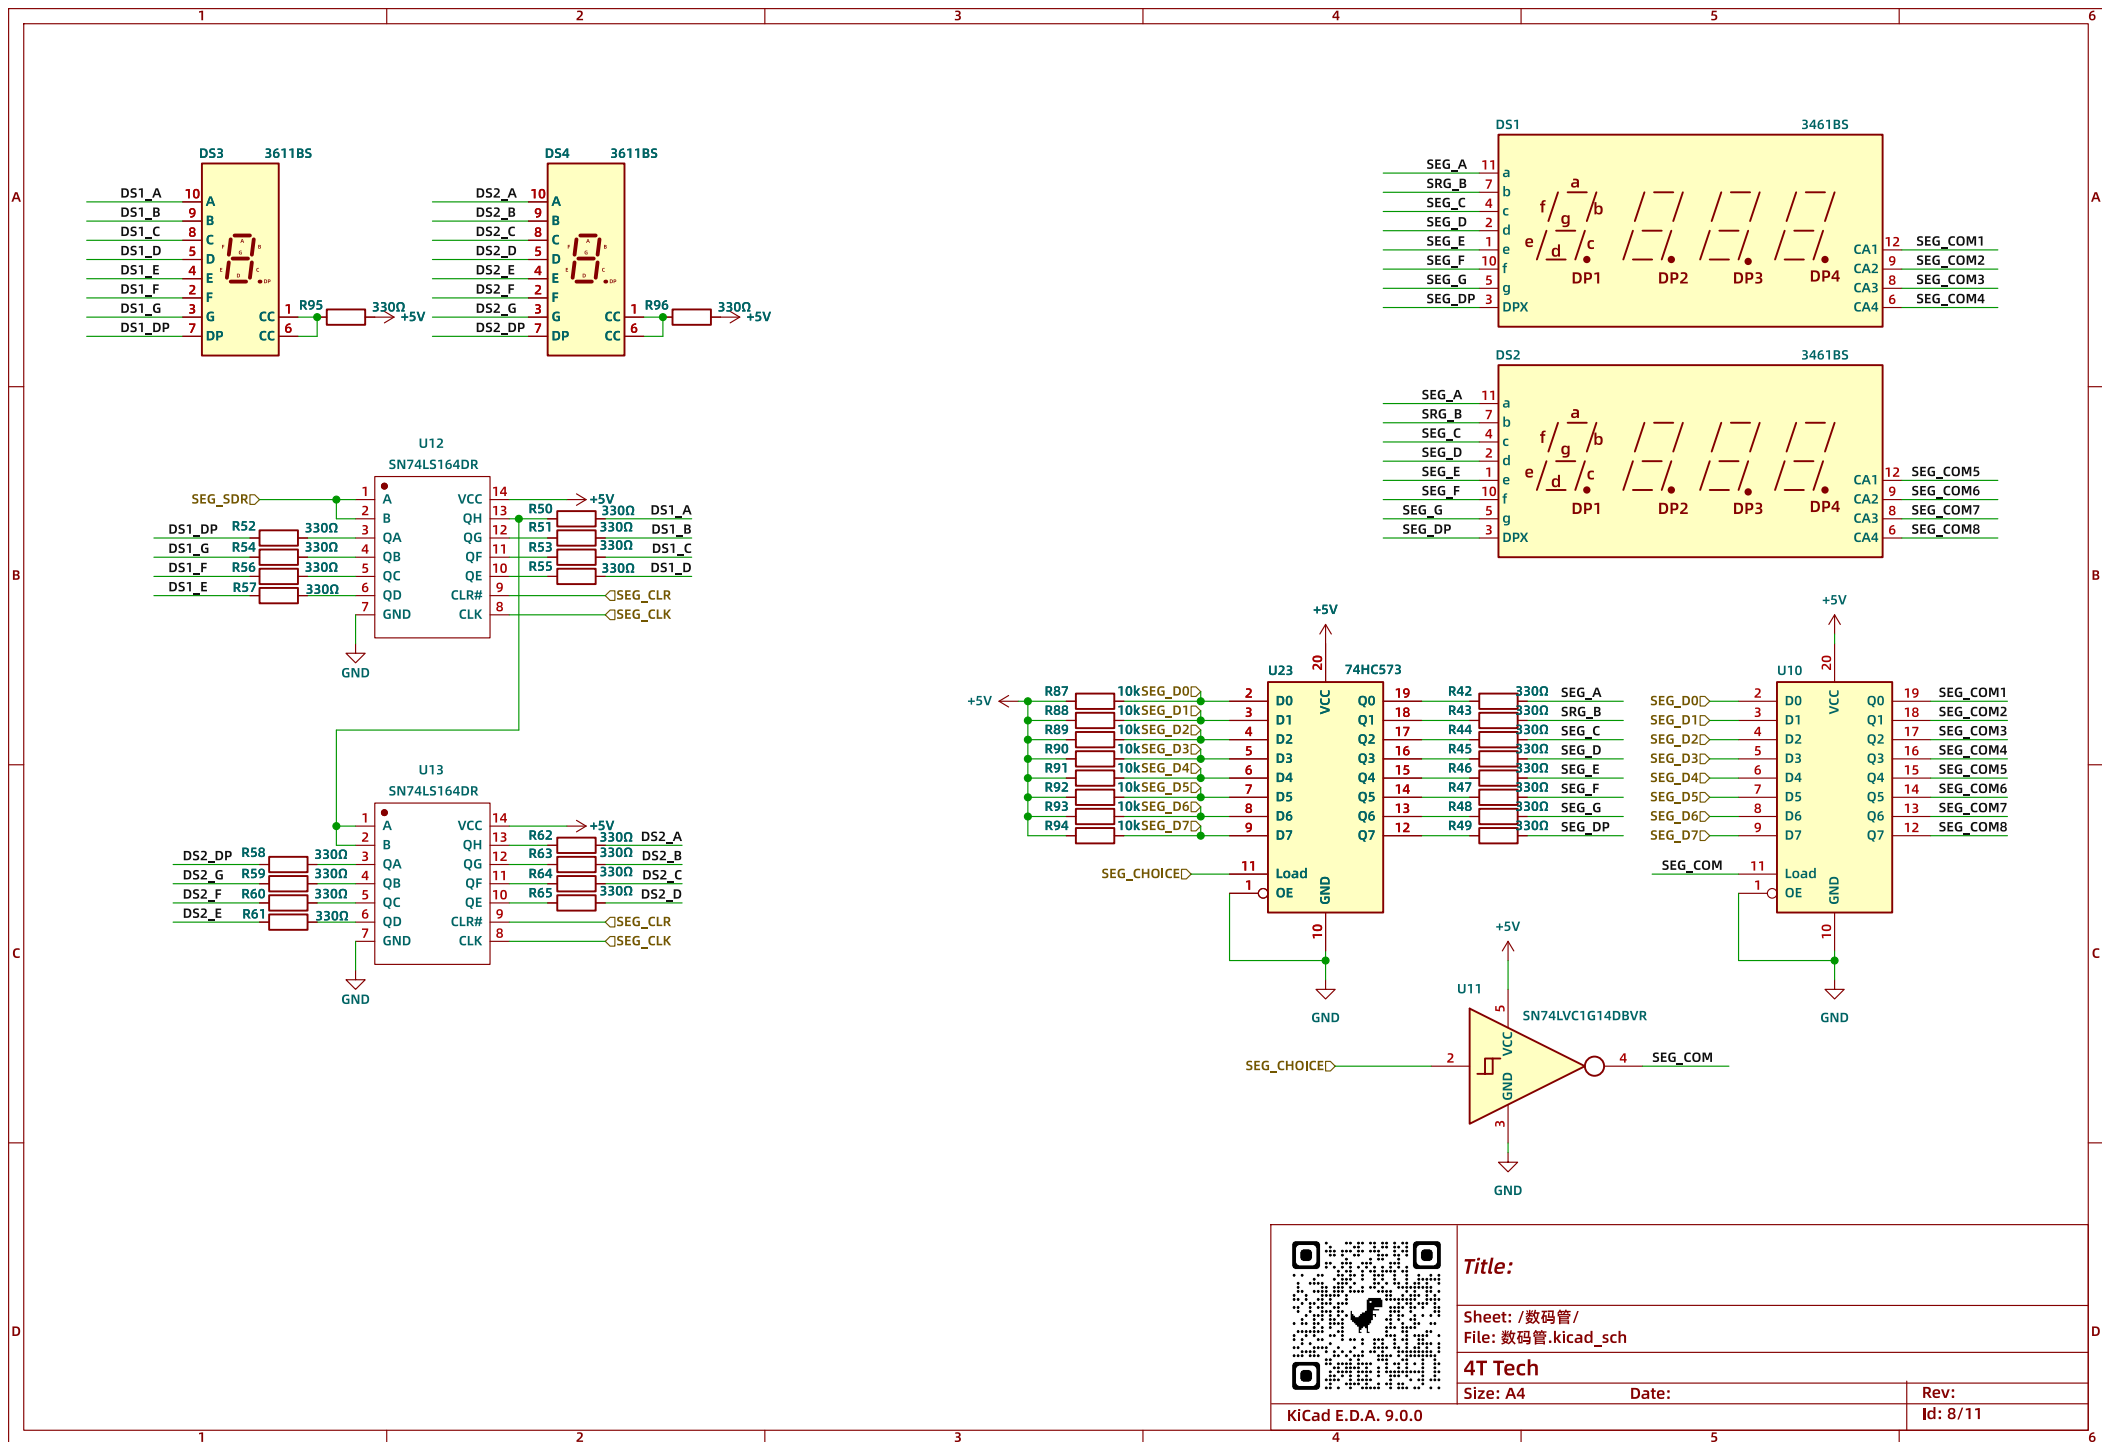 1 2 3 4 5 6
A
B
C
D
A
B
C
D
1 2 3 4 5 6
DS3 3611BS
DS1_A 10 A
DS1_B 9 B
DS1_C 8 C
DS1_D 5 D
DS1_E 4 E
DS1_F 2 F
DS1_G 3 G
DS1_DP 7 DP
CC 1 R95 330Ω +5V
CC 6
A
F B
G
E C
D
DP
DS4 3611BS
DS2_A 10 A
DS2_B 9 B
DS2_C 8 C
DS2_D 5 D
DS2_E 4 E
DS2_F 2 F
DS2_G 3 G
DS2_DP 7 DP
CC 1 R96 330Ω +5V
CC 6
A
F B
G
E C
D
DP
DS1 3461BS
SEG_A 11 a
SRG_B 7 b
SEG_C 4 c
SEG_D 2 d
SEG_E 1 e
SEG_F 10 f
SEG_G 5 g
SEG_DP 3 DPX
a
f b
g
e d c
DP1 DP2 DP3 DP4
CA1 12 SEG_COM1
CA2 9 SEG_COM2
CA3 8 SEG_COM3
CA4 6 SEG_COM4
DS2 3461BS
SEG_A 11 a
SRG_B 7 b
SEG_C 4 c
SEG_D 2 d
SEG_E 1 e
SEG_F 10 f
SEG_G 5 g
SEG_DP 3 DPX
a
f b
g
e d c
DP1 DP2 DP3 DP4
CA1 12 SEG_COM5
CA2 9 SEG_COM6
CA3 8 SEG_COM7
CA4 6 SEG_COM8
U12
SN74LS164DR
SEG_SDR 1 A VCC 14 +5V
2 B QH 13 R50 330Ω DS1_A
DS1_DP R52 330Ω 3 QA QG 12 R51 330Ω DS1_B
DS1_G R54 330Ω 4 QB QF 11 R53 330Ω DS1_C
DS1_F R56 330Ω 5 QC QE 10 R55 330Ω DS1_D
DS1_E R57 330Ω 6 QD CLR# 9 SEG_CLR
7 GND CLK 8 SEG_CLK
GND
U13
SN74LS164DR
1 A VCC 14 +5V
2 B QH 13 R62 330Ω DS2_A
DS2_DP R58 330Ω 3 QA QG 12 R63 330Ω DS2_B
DS2_G R59 330Ω 4 QB QF 11 R64 330Ω DS2_C
DS2_F R60 330Ω 5 QC QE 10 R65 330Ω DS2_D
DS2_E R61 330Ω 6 QD CLR# 9 SEG_CLR
7 GND CLK 8 SEG_CLK
GND
+5V
20
U23 74HC573
VCC
+5V R87 10k SEG_D0 2 D0 Q0 19 R42 330Ω SEG_A
R88 10k SEG_D1 3 D1 Q1 18 R43 330Ω SRG_B
R89 10k SEG_D2 4 D2 Q2 17 R44 330Ω SEG_C
R90 10k SEG_D3 5 D3 Q3 16 R45 330Ω SEG_D
R91 10k SEG_D4 6 D4 Q4 15 R46 330Ω SEG_E
R92 10k SEG_D5 7 D5 Q5 14 R47 330Ω SEG_F
R93 10k SEG_D6 8 D6 Q6 13 R48 330Ω SEG_G
R94 10k SEG_D7 9 D7 Q7 12 R49 330Ω SEG_DP
SEG_CHOICE 11 Load
1 OE GND
10
GND
+5V
20
U10
VCC
SEG_D0 2 D0 Q0 19 SEG_COM1
SEG_D1 3 D1 Q1 18 SEG_COM2
SEG_D2 4 D2 Q2 17 SEG_COM3
SEG_D3 5 D3 Q3 16 SEG_COM4
SEG_D4 6 D4 Q4 15 SEG_COM5
SEG_D5 7 D5 Q5 14 SEG_COM6
SEG_D6 8 D6 Q6 13 SEG_COM7
SEG_D7 9 D7 Q7 12 SEG_COM8
SEG_COM 11 Load
1 OE GND
10
GND
+5V
U11
5
SN74LVC1G14DBVR
VCC
SEG_CHOICE 2 4 SEG_COM
GND
3
GND
Title:
Sheet: /数码管/
File: 数码管.kicad_sch
4T Tech
Size: A4 Date: Rev:
KiCad E.D.A. 9.0.0 Id: 8/11